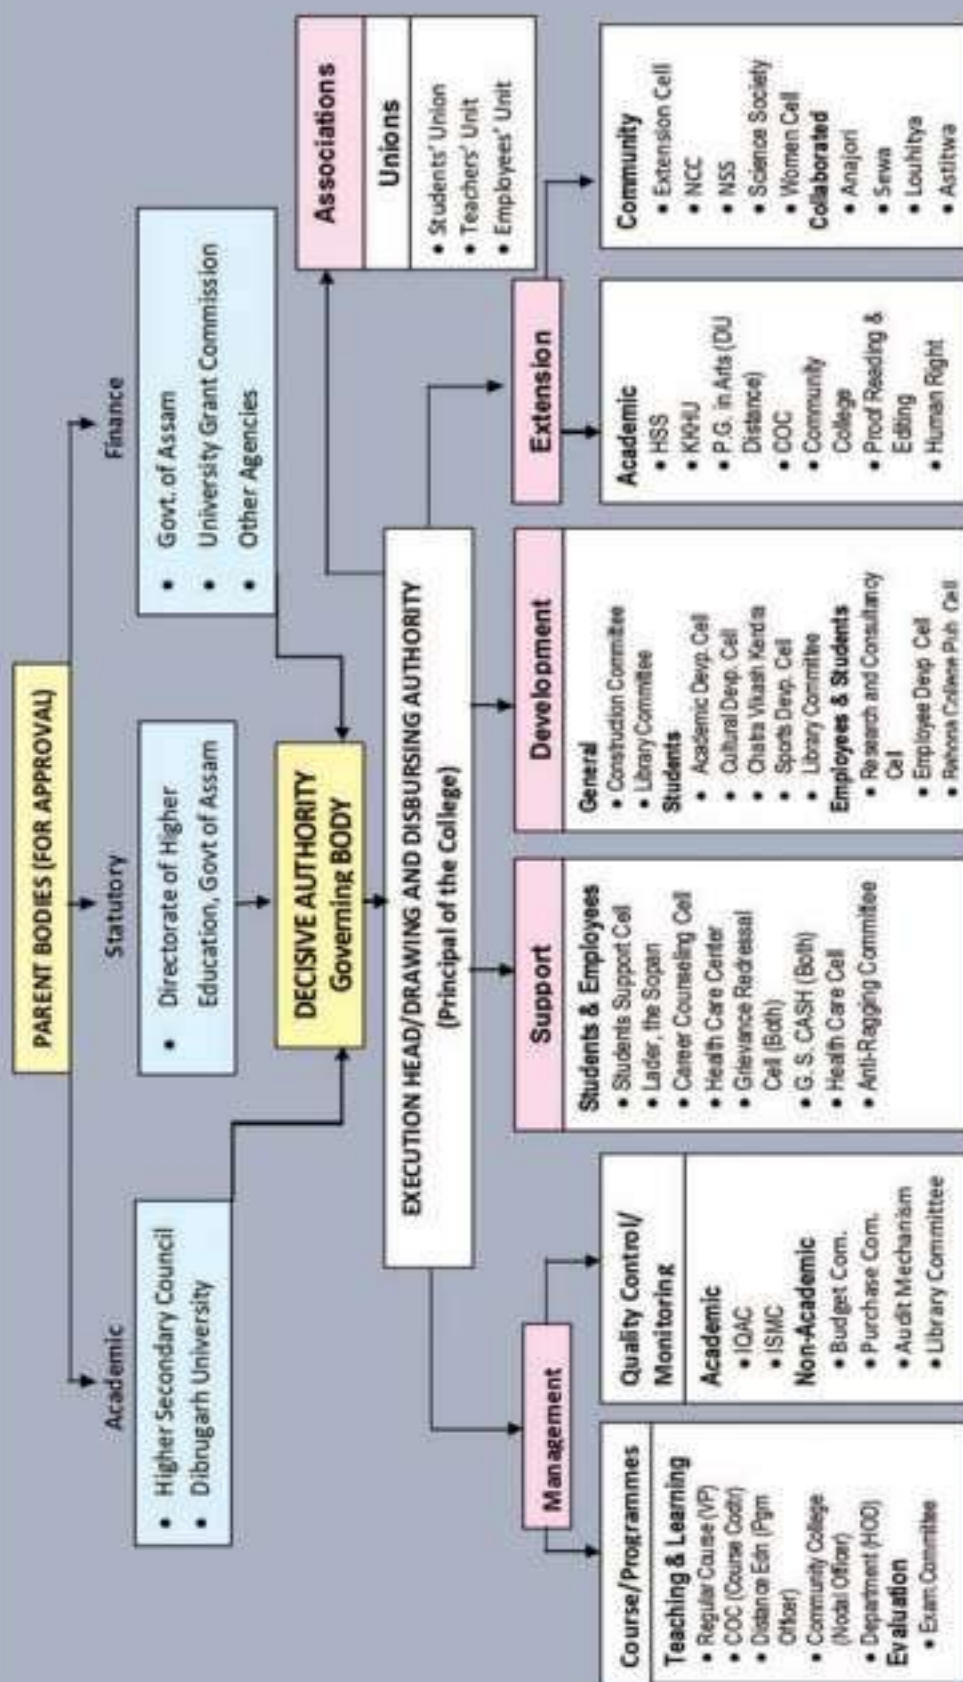 PARENT BODIES (FOR APPROVAL)
Academic
Statutory
Finance
• Higher Secondary Council
• Dibrugarh University
• Directorate of Higher
Education, Govt of Assam
• Govt. of Assam
• University Grant Commission
• Other Agencies
DECISIVE AUTHORITY
Governing BODY
EXECUTION HEAD/DRAWING AND DISBURSING AUTHORITY
(Principal of the College)
Associations
Unions
• Students' Union
• Teachers' Unit
• Employees' Unit
Management
Course/Programmes
Teaching & Learning
• Regular Course (VP)
• COC (Course Codtr)
• Distance Edn (Pgm
Officer)
• Community College
(Nodal Officer)
• Department (HOD)
Evaluation
• Exam Committee
Quality Control/
Monitoring
Academic
• IQAC
• ISMC
Non-Academic
• Budget Com.
• Purchase Com.
• Audit Mechanism
• Library Committee
Support
Students & Employees
• Students Support Cell
• Lader, the Sopan
• Career Counseling Cell
• Health Care Center
• Grievance Redressal
Cell (Both)
• G. S. CASH (Both)
• Health Care Cell
• Anti-Ragging Committee
Development
General
• Construction Committee
• Library Committee
Students
• Academic Devp. Cell
• Cultural Devp. Cell
• Chatra Vikash Kendra
• Sports Devp. Cell
• Library Committee
Employees & Students
• Research and Consultancy
Cell
• Employee Devp. Cell
• College Pub. Cell
Extension
Academic
• HSS
• KKHU
• P.G. in Arts (DU
Distance)
• COC
• Community
College
• Proof Reading &
Editing
• Human Right
Community
• Extension Cell
• NCC
• NSS
• Science Society
• Women Cell
Collaborated
• Anajori
• Sewa
• Louhitya
• Astitwa